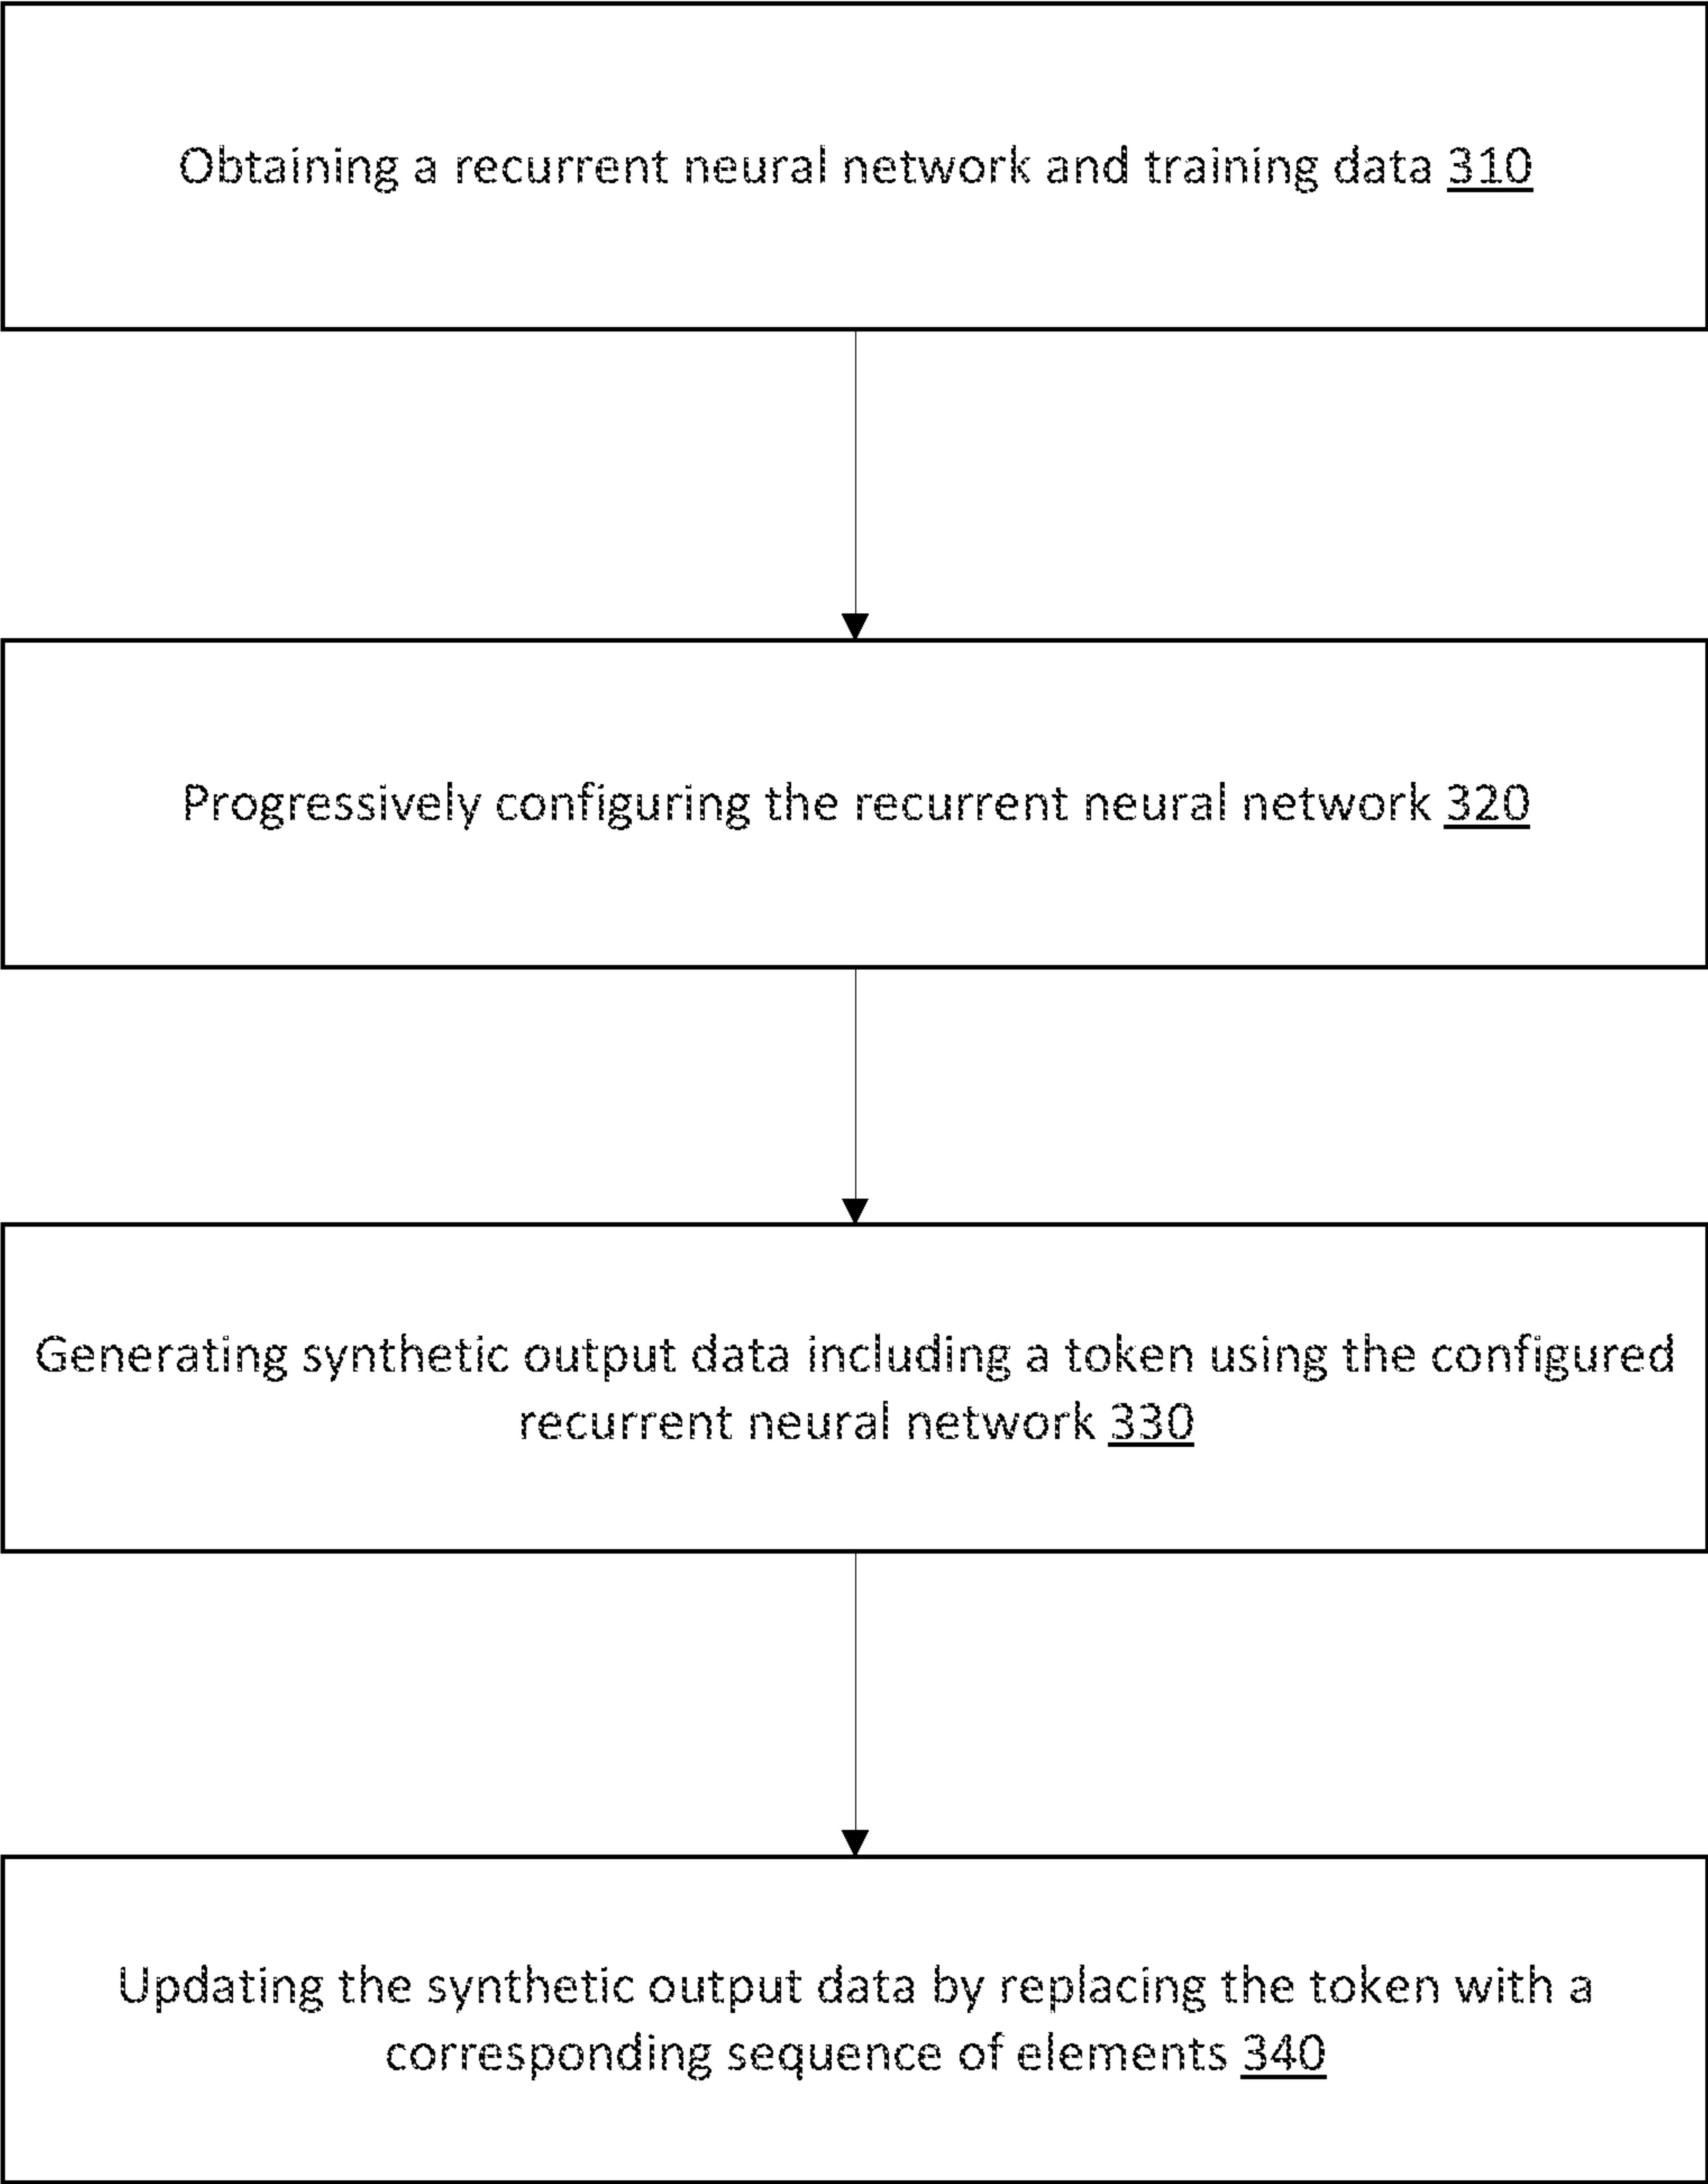 Obtaining a recurrent neural network and training data 310
Progressively configuring the recurrent neural network 320
Generating synthetic output data including a token using the configured
recurrent neural network 330
Updating the synthetic output data by replacing the token with a
corresponding sequence of elements 340